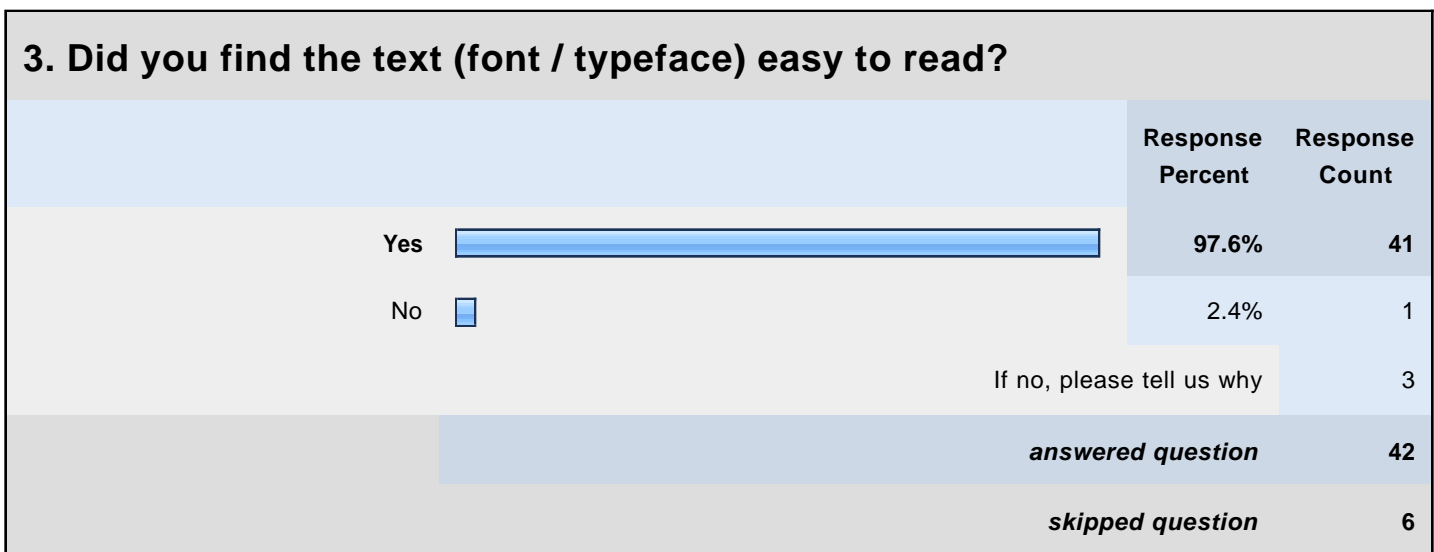 3. Did you find the text (font / typeface) easy to read?
Response Percent Response Count
Yes 97.6% 41
No 2.4% 1
If no, please tell us why 3
answered question 42
skipped question 6